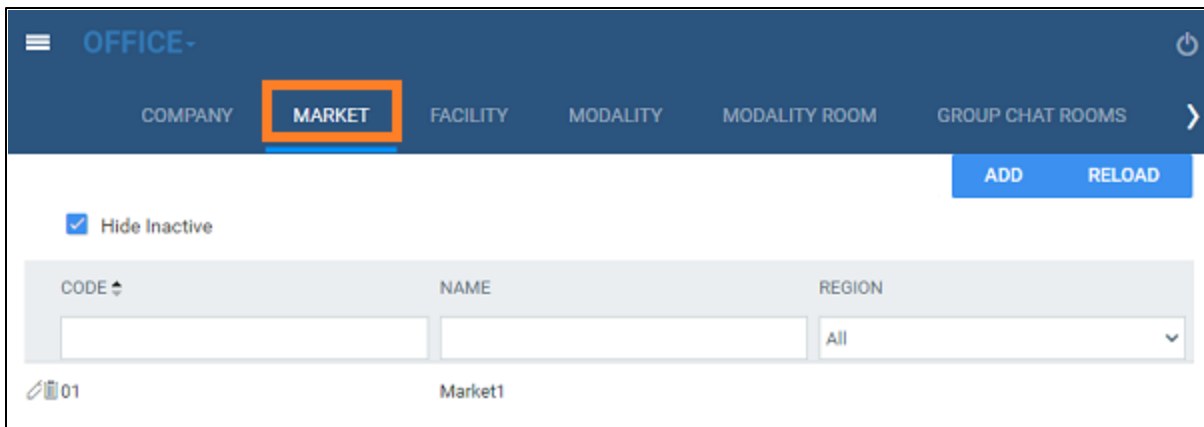 OFFICE
COMPANY MARKET FACILITY MODALITY MODALITY ROOM GROUP CHAT ROOMS
ADD RELOAD
Hide Inactive
CODE NAME REGION
All
01 Market1